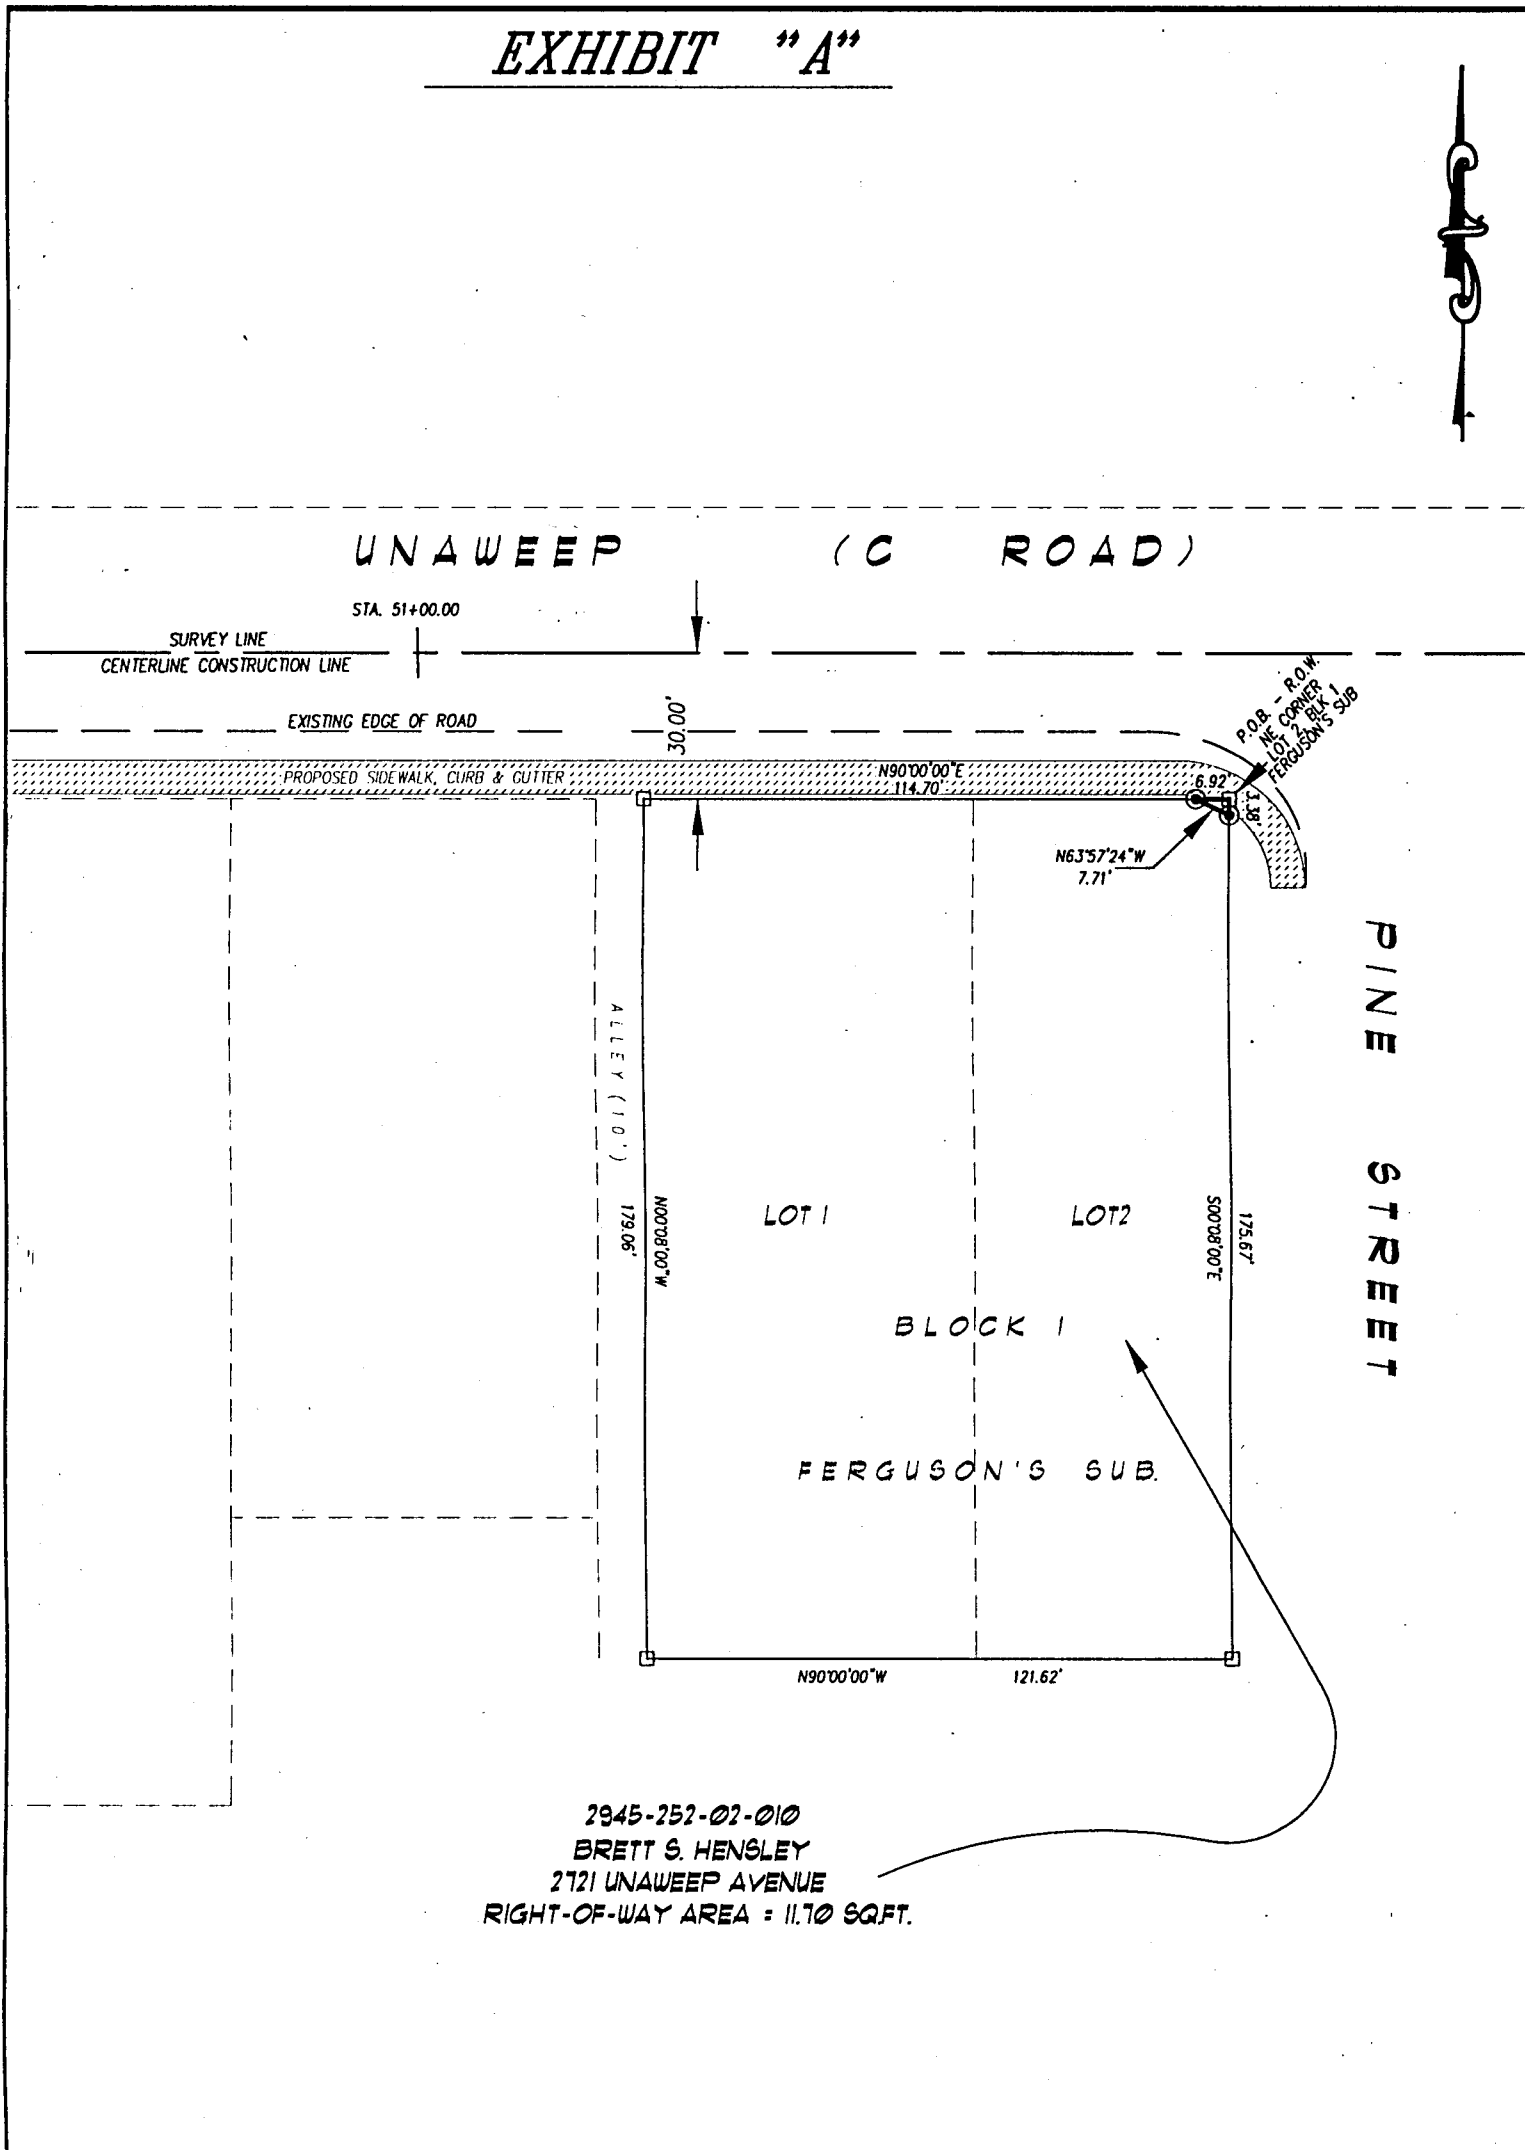 EXHIBIT "A"
UNAWEEP (C ROAD)
STA. 51+00.00
SURVEY LINE
CENTERLINE CONSTRUCTION LINE
EXISTING EDGE OF ROAD
30.00'
P.O.B. - R.O.W.
NE CORNER
LOT 2, BLK 1
FERGUSON'S SUB
PROPOSED SIDEWALK, CURB & GUTTER
N90°00'00"E
114.70'
6.92'
3.38'
N63°57'24"W
7.71'
PINE STREET
ALLEY (10')
N00°08'00"W
179.06'
LOT 1
LOT2
175.67'
S00°08'00"E
BLOCK 1
FERGUSON'S SUB.
N90°00'00"W 121.62'
2945-252-02-010
BRETT S. HENSLEY
2721 UNAWEEP AVENUE
RIGHT-OF-WAY AREA = 11.70 SQ.FT.